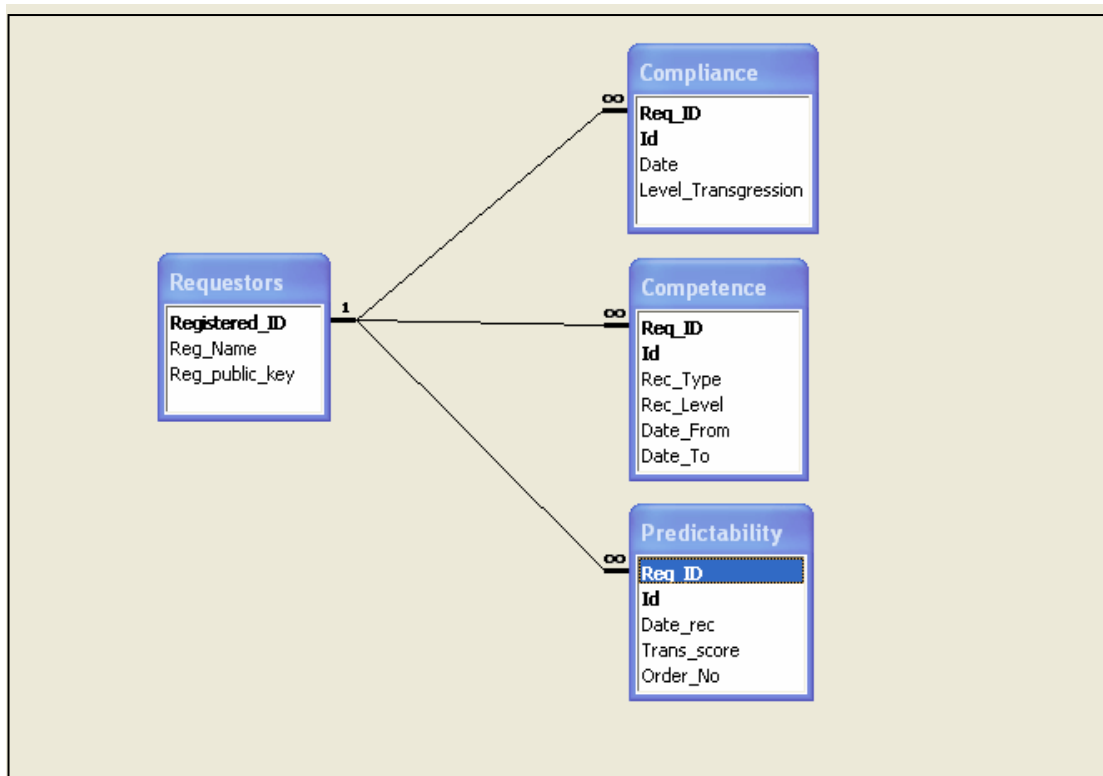 Compliance
∞
Req_ID
Id
Date
Level_Transgression
Requestors
1
Registered_ID
Reg_Name
Reg_public_key
Competence
∞
Req_ID
Id
Rec_Type
Rec_Level
Date_From
Date_To
Predictability
∞
Req_ID
Id
Date_rec
Trans_score
Order_No